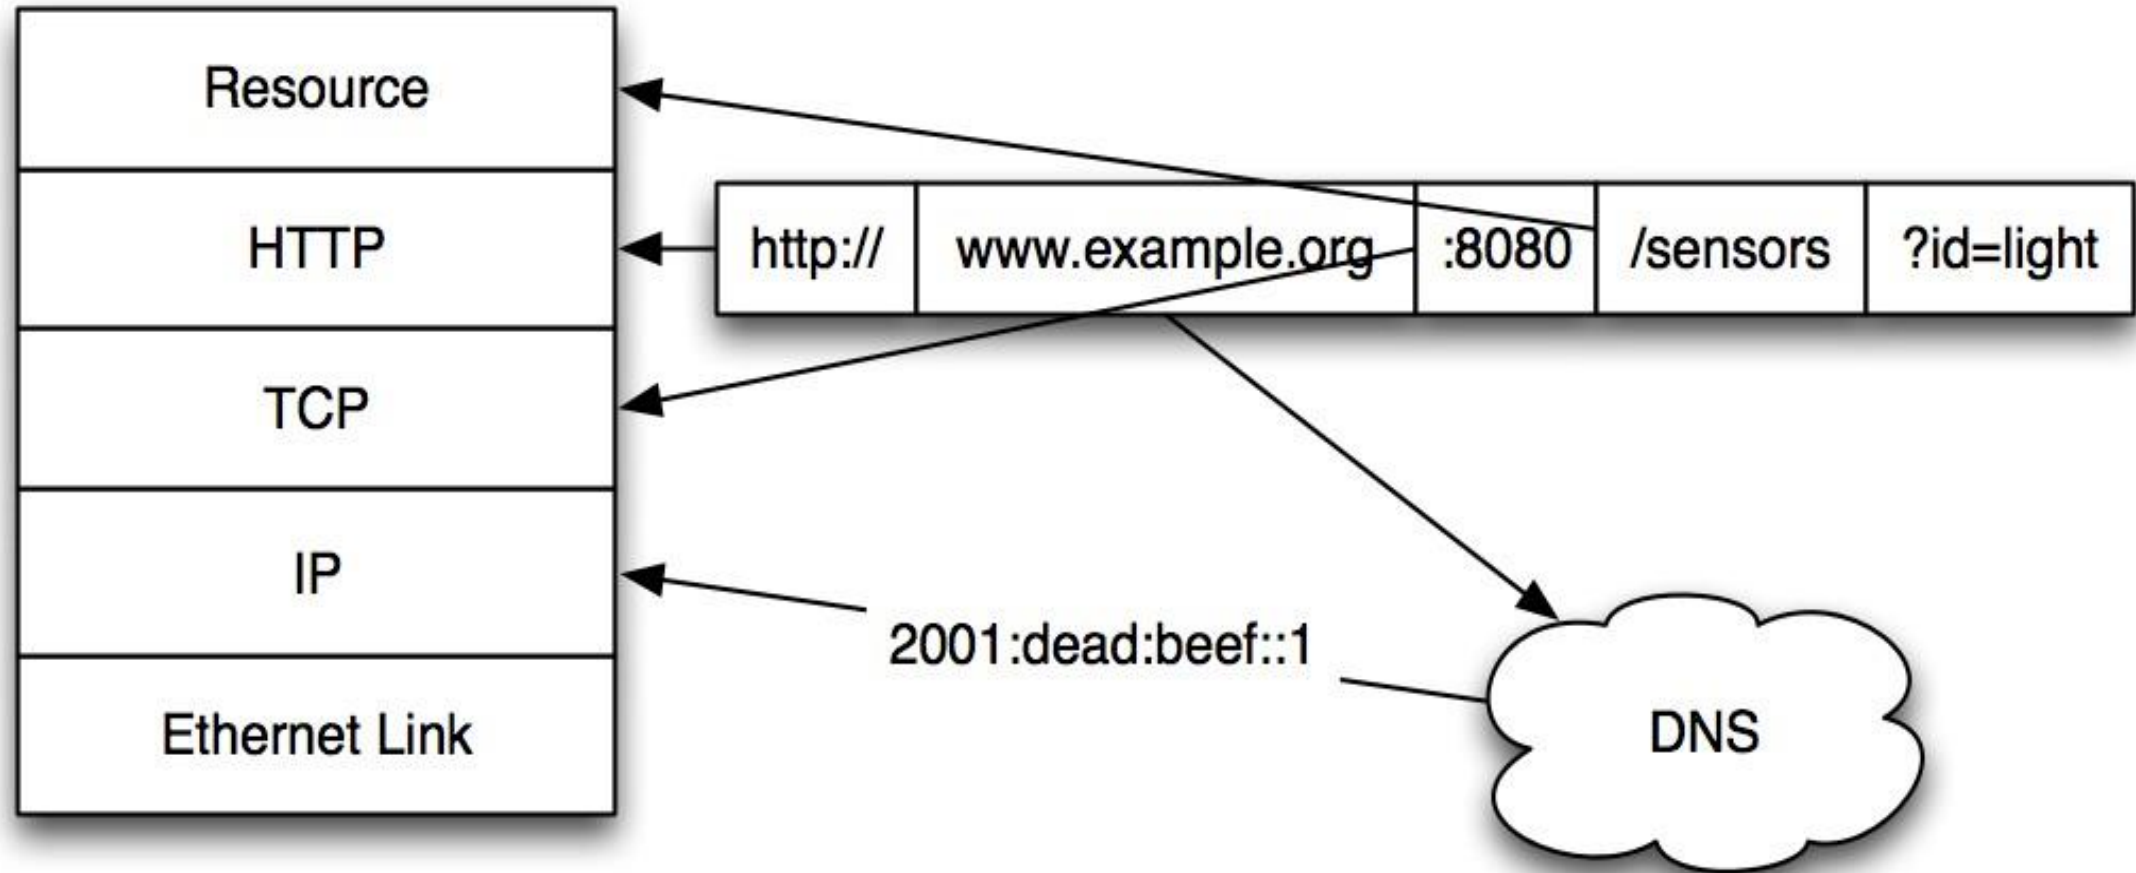 Resource
HTTP
TCP
IP
Ethernet Link
http:// www.example.org :8080 /sensors ?id=light
2001:dead:beef::1
DNS